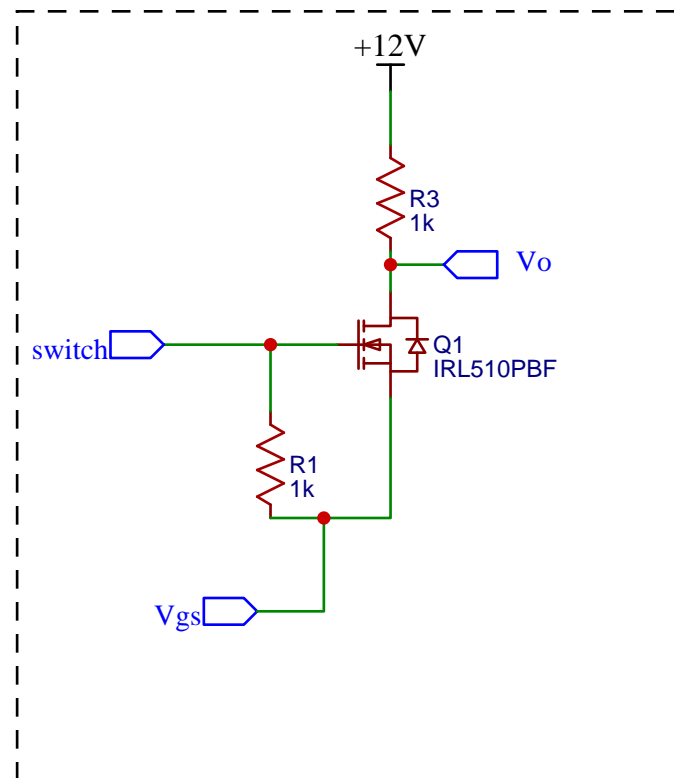 +12V
R3
1k
Vo
switch
Q1
IRL510PBF
R1
1k
Vgs